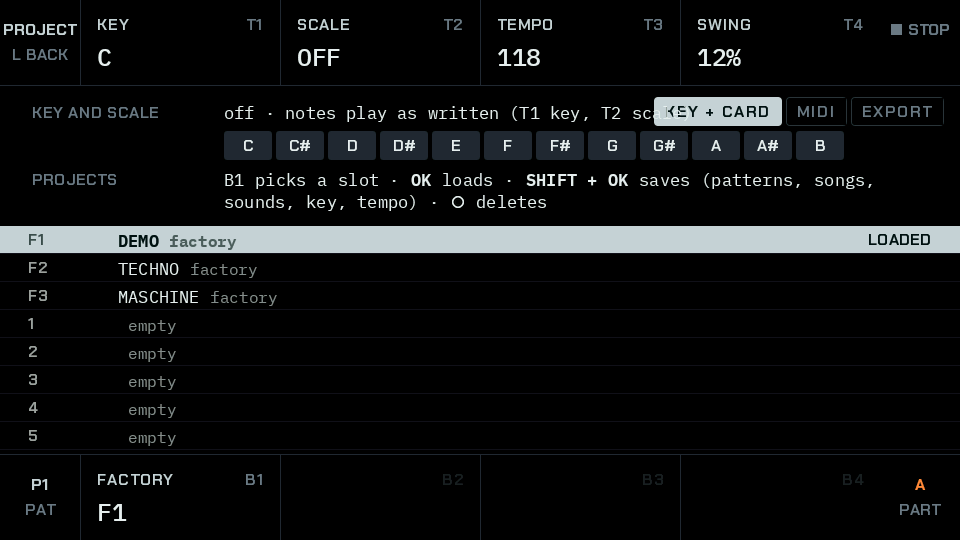 PROJECT
L BACK
KEY T1
C
SCALE T2
OFF
TEMPO T3
118
SWING T4
12%
STOP
KEY AND SCALE
off · notes play as written (T1 key, T2
KEY + CARD MIDI EXPORT
C C# D D# E F F# G G# A A# B
PROJECTS
B1 picks a slot · OK loads · SHIFT + OK saves (patterns, songs,
sounds, key, tempo) · O deletes
F1 DEMO factory LOADED
F2 TECHNO factory
F3 MASCHINE factory
1 empty
2 empty
3 empty
4 empty
5 empty
P1
PAT
FACTORY B1
F1
B2
B3
B4
A
PART